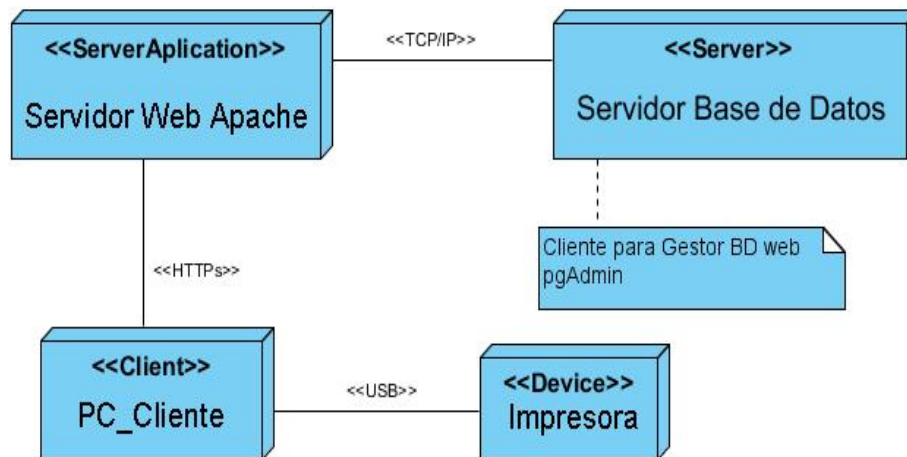 <<ServerAplication>>
Servidor Web Apache
<<TCP/IP>>
<<Server>>
Servidor Base de Datos
Cliente para Gestor BD web
pgAdmin
<<HTTPs>>
<<Client>>
PC_Cliente
<<USB>>
<<Device>>
Impresora